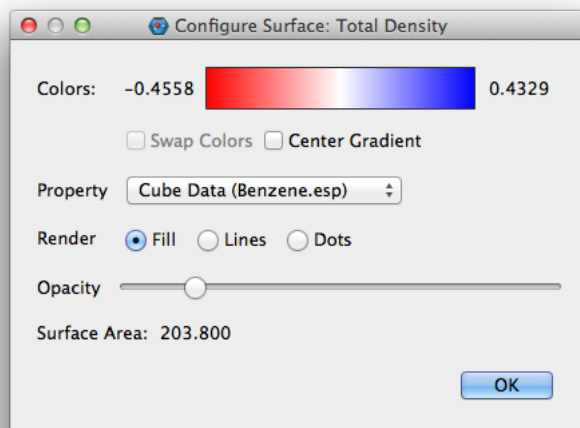 Configure Surface: Total Density
Colors: -0.4558 0.4329
Swap Colors Center Gradient
Property Cube Data (Benzene.esp)
Render Fill Lines Dots
Opacity
Surface Area: 203.800
OK